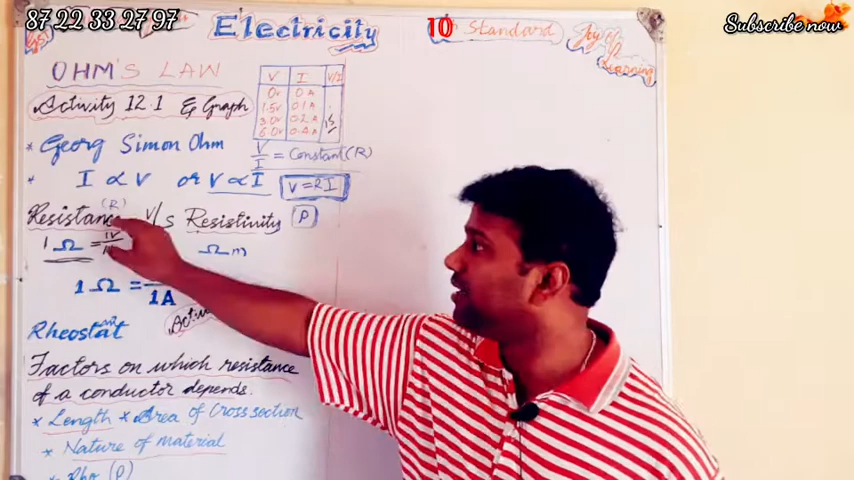 87 22 33 27 97
Subscribe now
Electricity
10 Standard
Joy of
Learning
OHM'S LAW
Activity 12.1 & Graph
V I V/I
0V 0A
1.5V 0.1A
3.0V 0.2A 15
6.0V 0.4A
* Georg Simon Ohm
V/I = Constant (R)
* I ∝ V or V ∝ I V = RI
(R)
Resistance V/s Resistivity ρ
1 Ω = 1V Ω m
1 Ω =
1A
Rheostat
Factors on which resistance
of a conductor depends.
* Length * Area of Cross section
* Nature of material
* Rho (ρ)